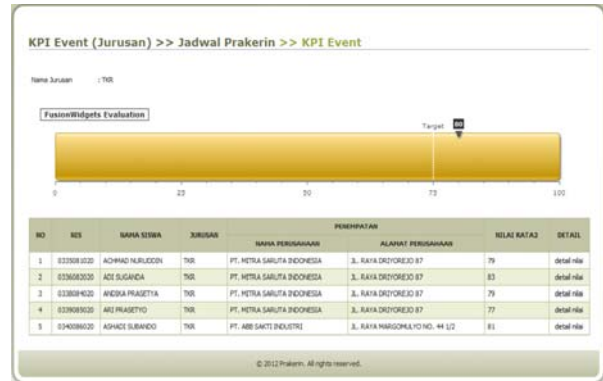 KPI Event (Jurusan) >> Jadwal Prakerin >> KPI Event
Nama Jurusan : TKR
FusionWidgets Evaluation
Target 80
0 25 50 75 100
NO NIS NAMA SISWA JURUSAN PENEMPATAN NILAI RATA2 DETAIL
NAMA PERUSAHAAN ALAMAT PERUSAHAAN
1 0335081020 ACHMAD NURUDDIN TKR PT. MITRA SARUTA INDONESIA JL. RAYA DRIYOREJO 87 79 detail nilai
2 0336082020 ADI SUGANDA TKR PT. MITRA SARUTA INDONESIA JL. RAYA DRIYOREJO 87 83 detail nilai
3 0338084020 ANDIKA PRASETYA TKR PT. MITRA SARUTA INDONESIA JL. RAYA DRIYOREJO 87 79 detail nilai
4 0339085020 ARI PRASETYO TKR PT. MITRA SARUTA INDONESIA JL. RAYA DRIYOREJO 87 77 detail nilai
5 0340086020 ASHADI SUBANDO TKR PT. ABB SAKTI INDUSTRI JL. RAYA MARGOMULYO NO. 44 1/2 81 detail nilai
© 2012 Prakerin. All rights reserved.